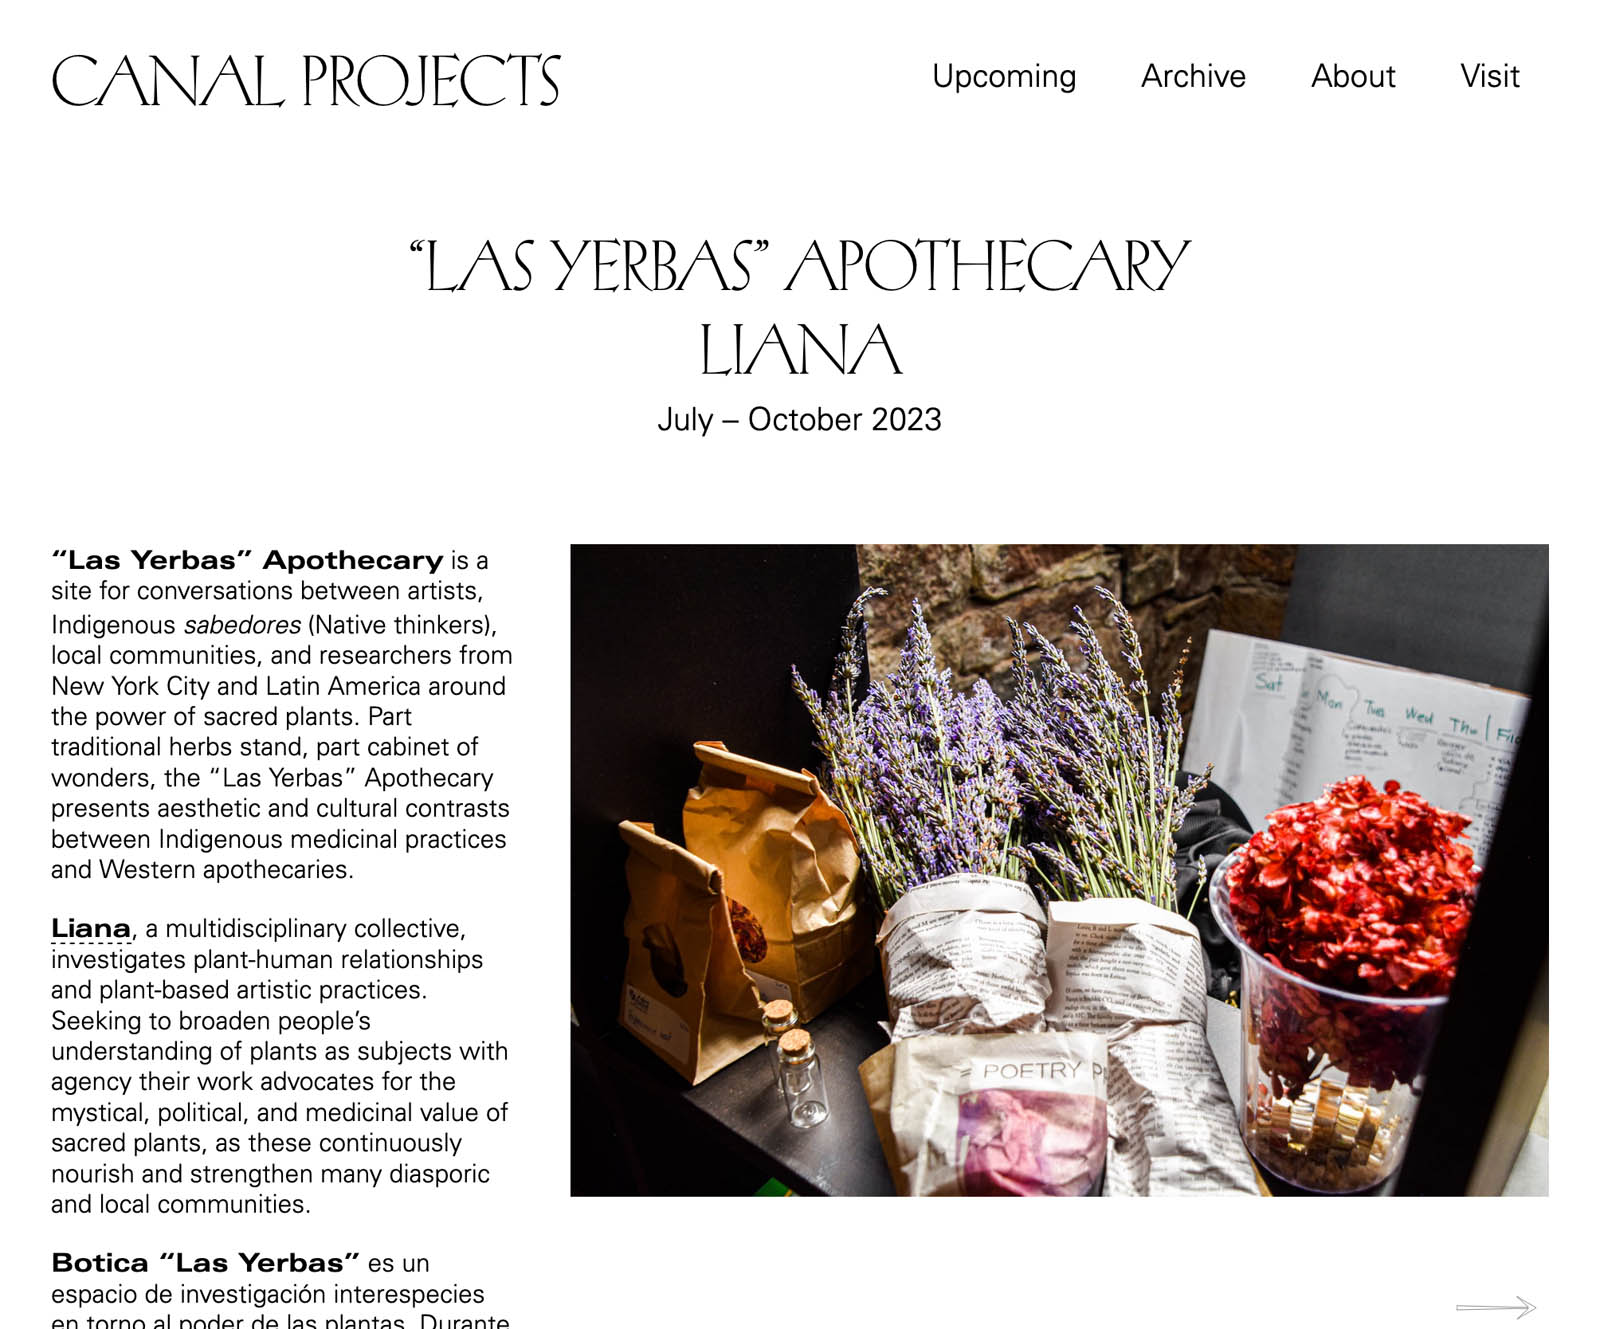 CANAL PROJECTS
Upcoming Archive About Visit
“LAS YERBAS” APOTHECARY
LIANA
July – October 2023
“Las Yerbas” Apothecary is a
site for conversations between artists,
Indigenous sabedores (Native thinkers),
local communities, and researchers from
New York City and Latin America around
the power of sacred plants. Part
traditional herbs stand, part cabinet of
wonders, the “Las Yerbas” Apothecary
presents aesthetic and cultural contrasts
between Indigenous medicinal practices
and Western apothecaries.
Liana, a multidisciplinary collective,
investigates plant-human relationships
and plant-based artistic practices.
Seeking to broaden people’s
understanding of plants as subjects with
agency their work advocates for the
mystical, political, and medicinal value of
sacred plants, as these continuously
nourish and strengthen many diasporic
and local communities.
Botica “Las Yerbas” es un
espacio de investigación interespecies
en torno al poder de las plantas. Durante
Sat Mon Tues Wed Thu
POETRY